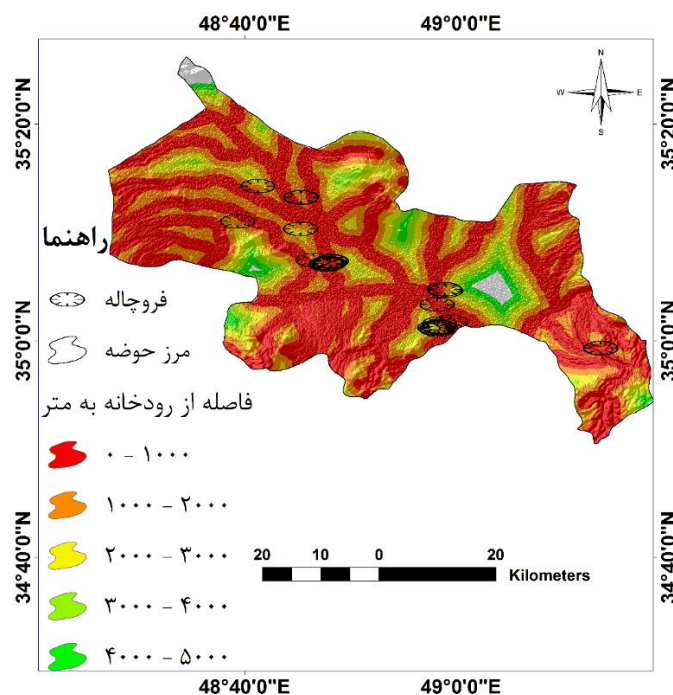 48°40'0"E 49°0'0"E
N
W E
S
35°20'0"N 35°20'0"N
راهنما
فروچاله
35°0'0"N 35°0'0"N
مرز حوضه
فاصله از رودخانه به متر
۰ - ۱۰۰۰
۱۰۰۰ - ۲۰۰۰
34°40'0"N 34°40'0"N
۲۰۰۰ - ۳۰۰۰
20 10 0 20
Kilometers
۳۰۰۰ - ۴۰۰۰
۴۰۰۰ - ۵۰۰۰
48°40'0"E 49°0'0"E